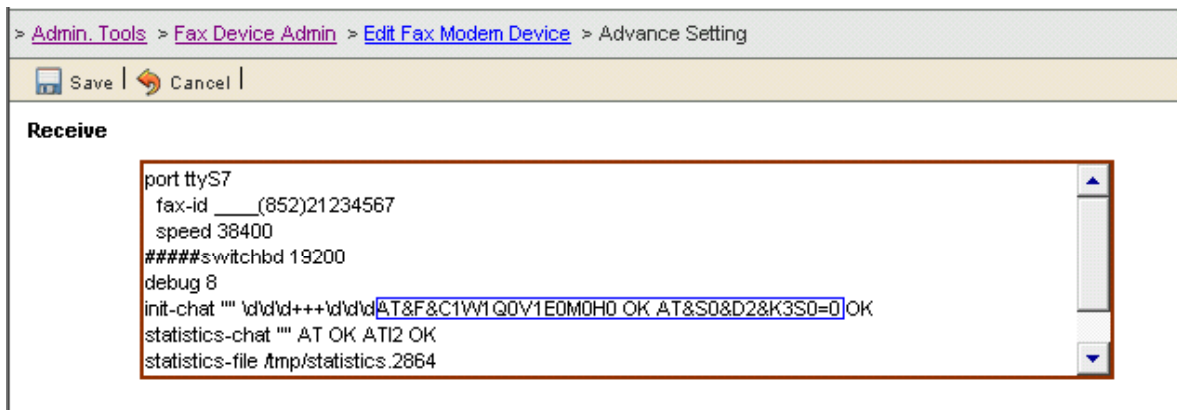 > Admin. Tools > Fax Device Admin > Edit Fax Modem Device > Advance Setting
Save | Cancel |
Receive
port ttyS7
fax-id ____(852)21234567
speed 38400
#####switchbd 19200
debug 8
init-chat "" \d\d\d+++\d\d\dAT&F&C1W1Q0V1E0M0H0 OK AT&S0&D2&K3S0=0 OK
statistics-chat "" AT OK ATI2 OK
statistics-file /tmp/statistics.2864